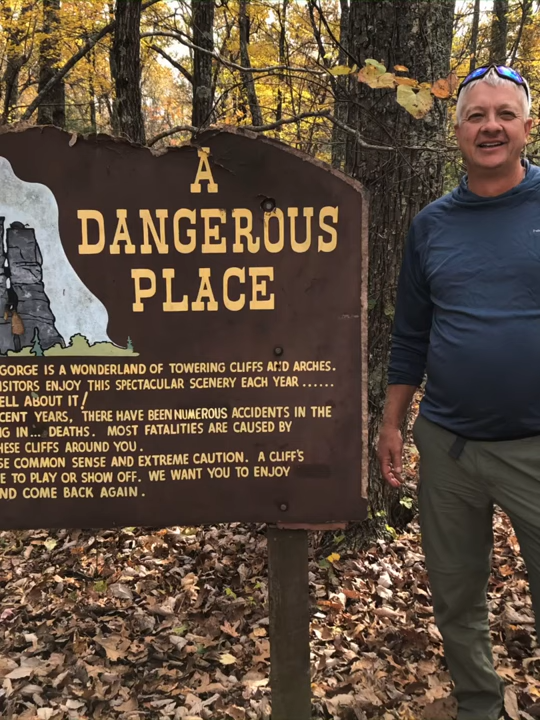 A
DANGEROUS
PLACE
GORGE IS A WONDERLAND OF TOWERING CLIFFS AND ARCHES.
ISITORS ENJOY THIS SPECTACULAR SCENERY EACH YEAR ......
ELL ABOUT IT!
CENT YEARS, THERE HAVE BEEN NUMEROUS ACCIDENTS IN THE
NG IN... DEATHS. MOST FATALITIES ARE CAUSED BY
HESE CLIFFS AROUND YOU.
SE COMMON SENSE AND EXTREME CAUTION. A CLIFF'S
E TO PLAY OR SHOW OFF. WE WANT YOU TO ENJOY
ND COME BACK AGAIN.